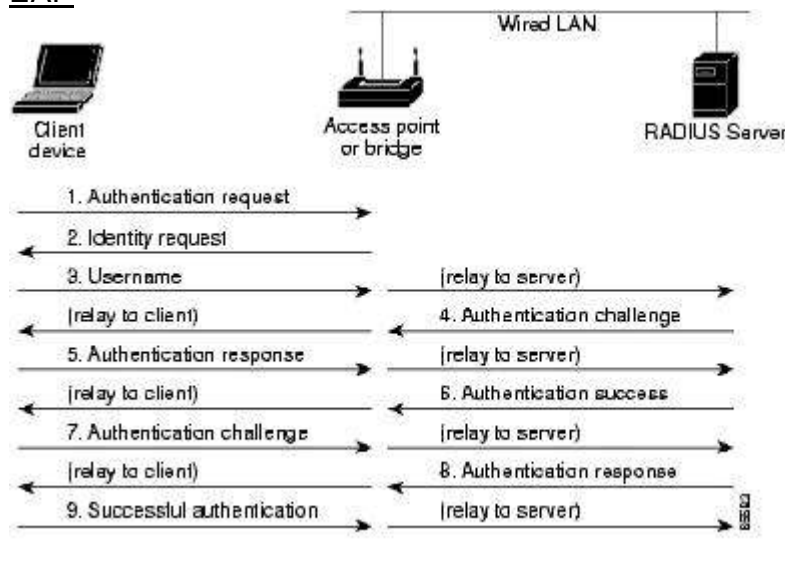 EAP
Wired LAN
Client
device
Access point
or bridge
RADIUS Server
1. Authentication request
2. Identity request
3. Username
(relay to server)
(relay to client)
4. Authentication challenge
5. Authentication response
(relay to server)
(relay to client)
6. Authentication success
7. Authentication challenge
(relay to server)
(relay to client)
8. Authentication response
9. Successful authentication
(relay to server)